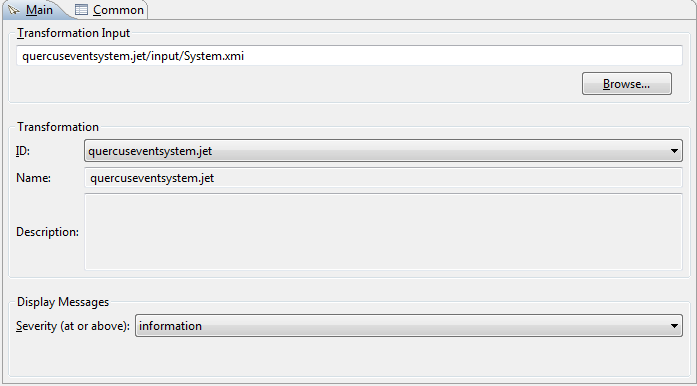 Main Common
Transformation Input
quercuseventsystem.jet/input/System.xmi
Browse...
Transformation
ID: quercuseventsystem.jet
Name: quercuseventsystem.jet
Description:
Display Messages
Severity (at or above): information